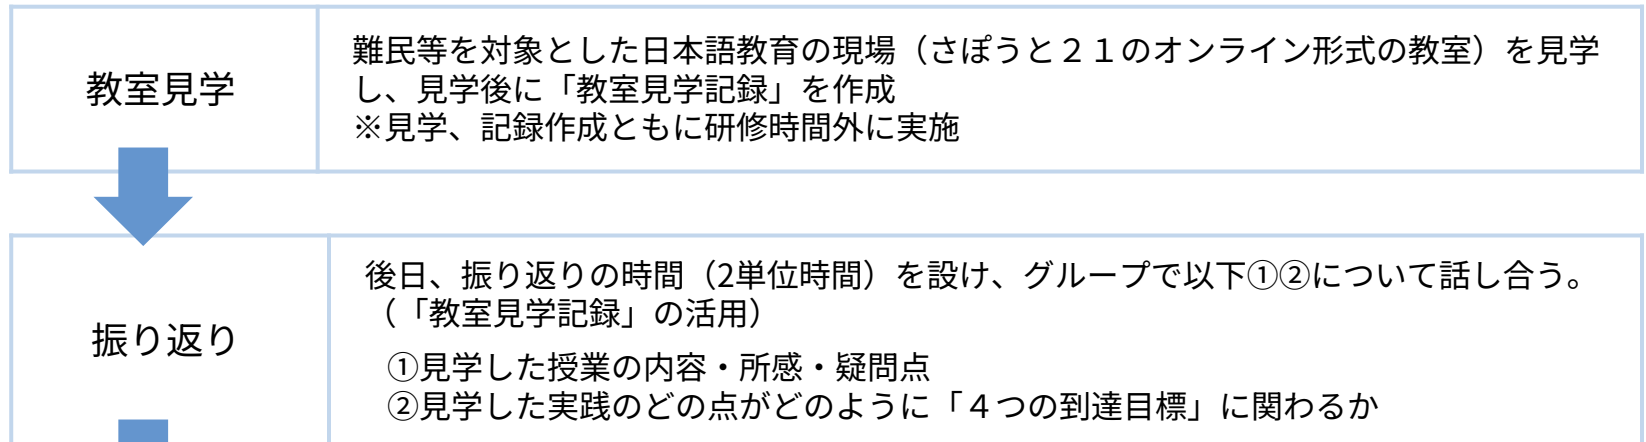 教室見学
難民等を対象とした日本語教育の現場（さぽうと２１のオンライン形式の教室）を見学
し、見学後に「教室見学記録」を作成
※見学、記録作成ともに研修時間外に実施
振り返り
後日、振り返りの時間（2単位時間）を設け、グループで以下①②について話し合う。
（「教室見学記録」の活用）
①見学した授業の内容・所感・疑問点
②見学した実践のどの点がどのように「４つの到達目標」に関わるか